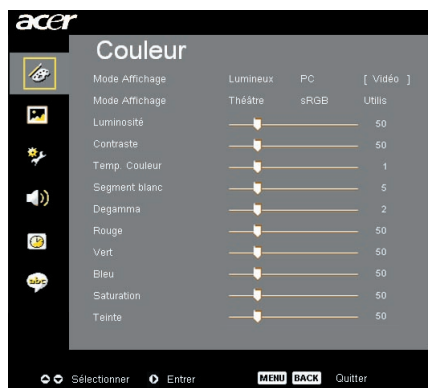 acer
Couleur
Mode Affichage Lumineux PC [ Vidéo ]
Mode Affichage Théâtre sRGB Utilis
Luminosité 50
Contraste 50
Temp. Couleur 1
Segment blanc 5
Degamma 2
Rouge 50
Vert 50
Bleu 50
Saturation 50
Teinte 50
abc
Sélectionner Entrer MENU BACK Quitter